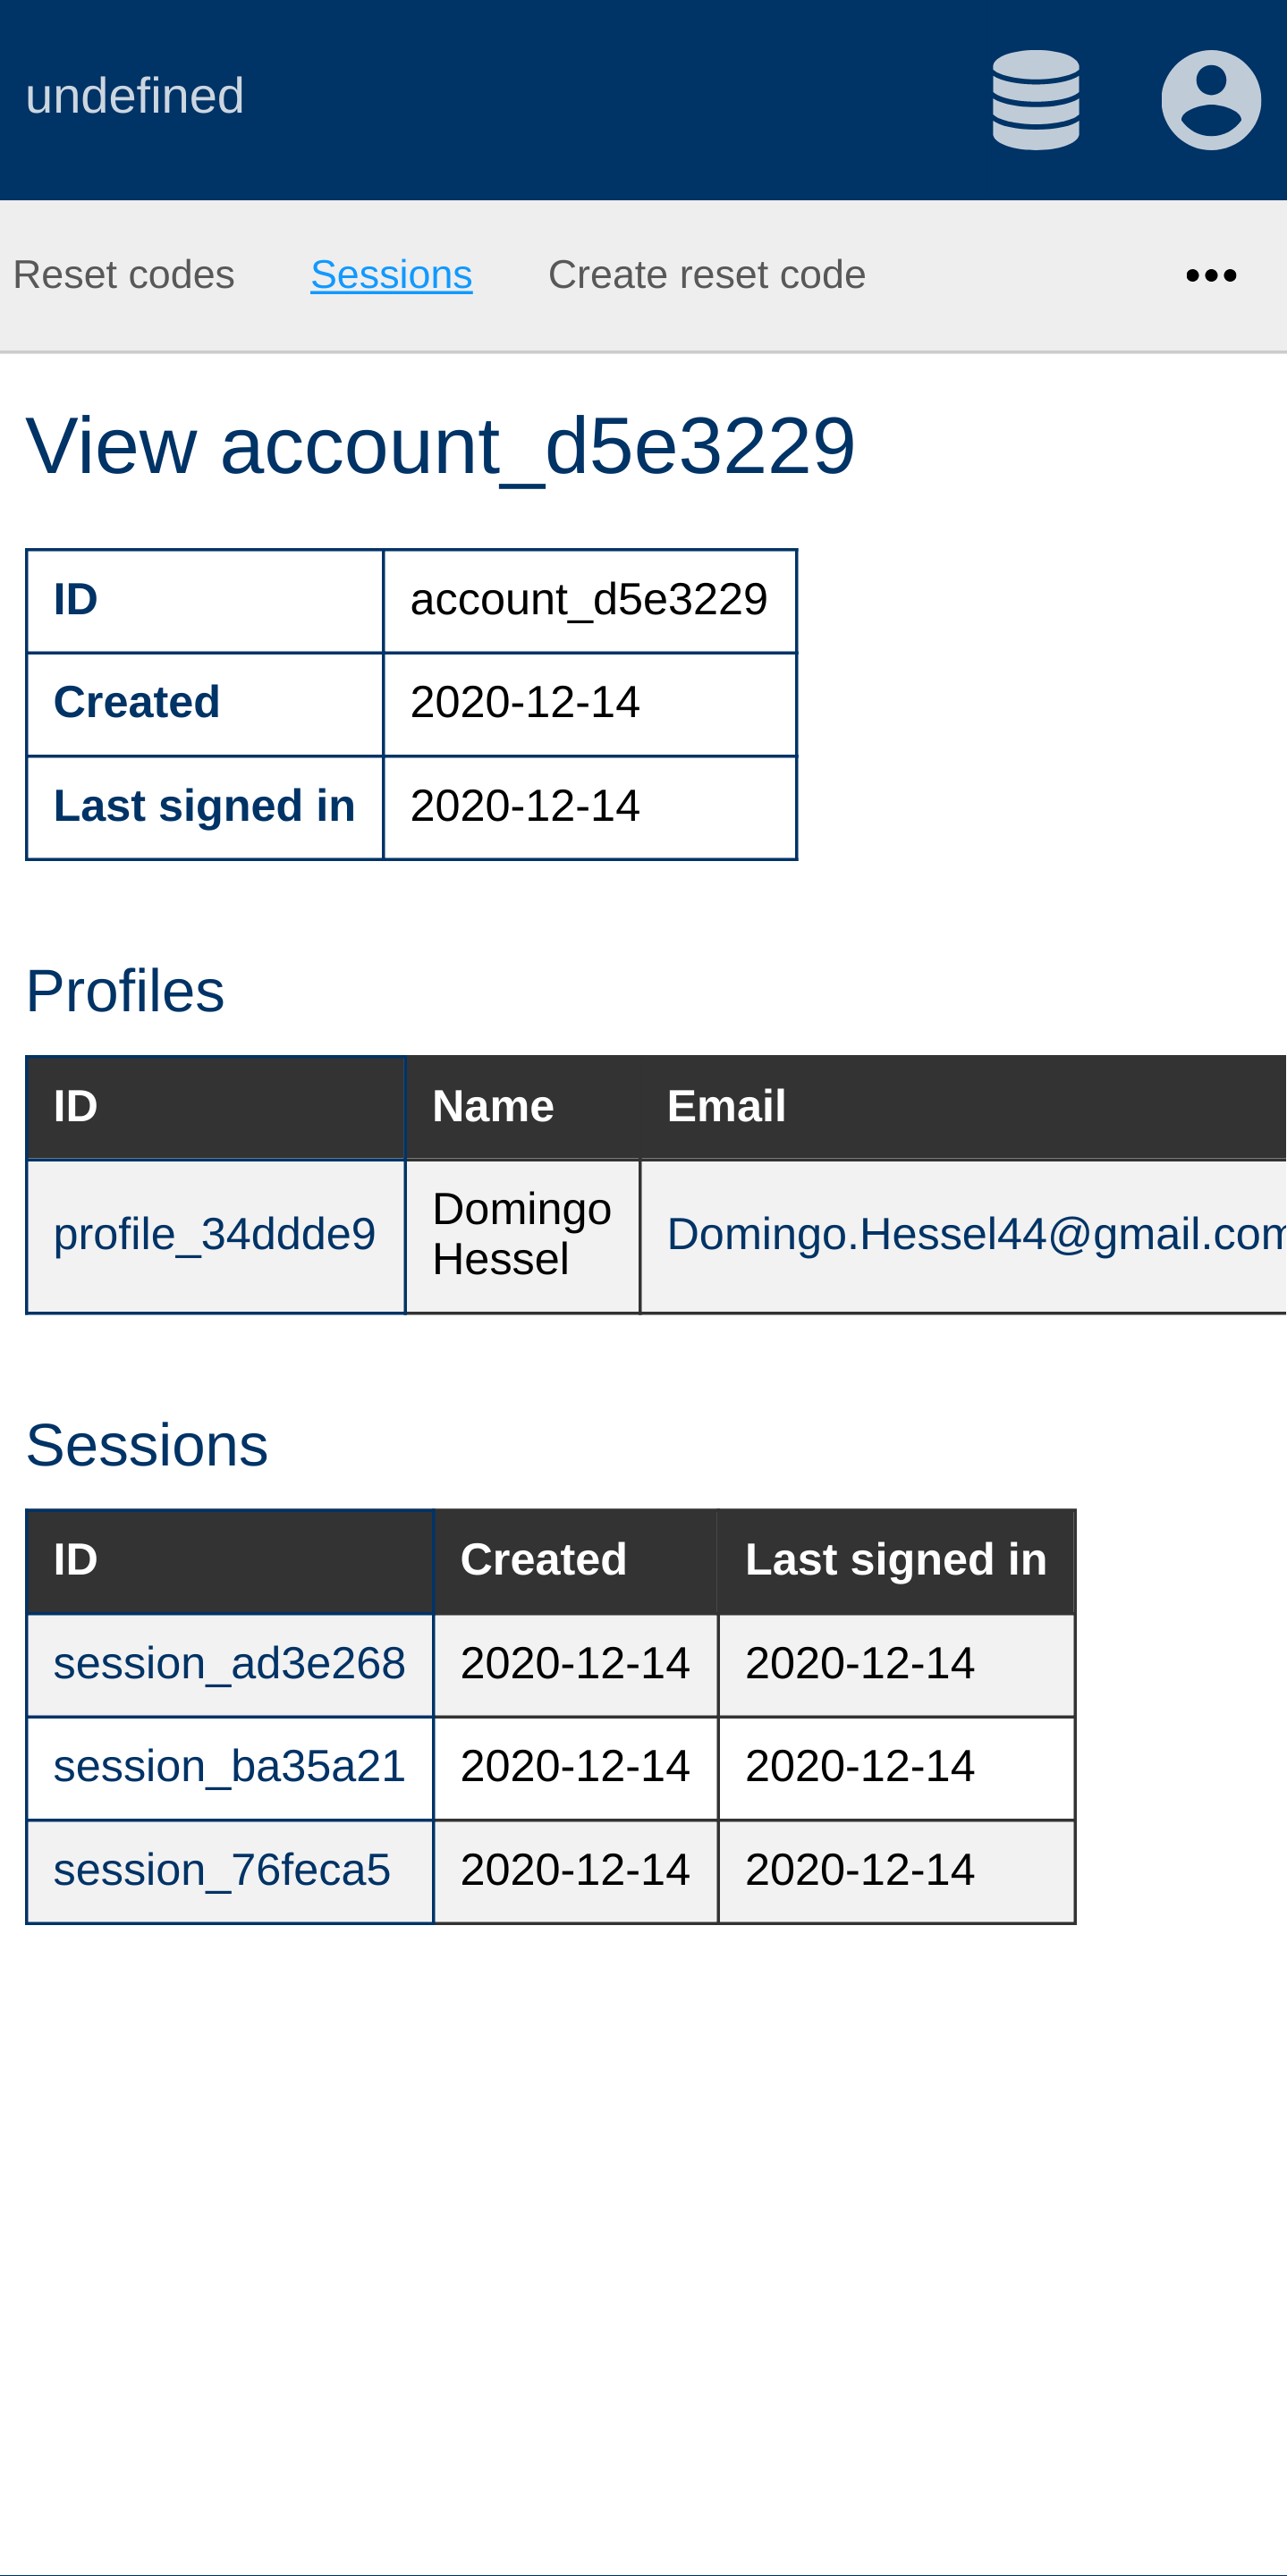 undefined
Reset codes Sessions Create reset code
View account_d5e3229
ID account_d5e3229
Created 2020-12-14
Last signed in 2020-12-14
Profiles
ID Name Email
profile_34ddde9 Domingo Hessel Domingo.Hessel44@gmail.com
Sessions
ID Created Last signed in
session_ad3e268 2020-12-14 2020-12-14
session_ba35a21 2020-12-14 2020-12-14
session_76feca5 2020-12-14 2020-12-14